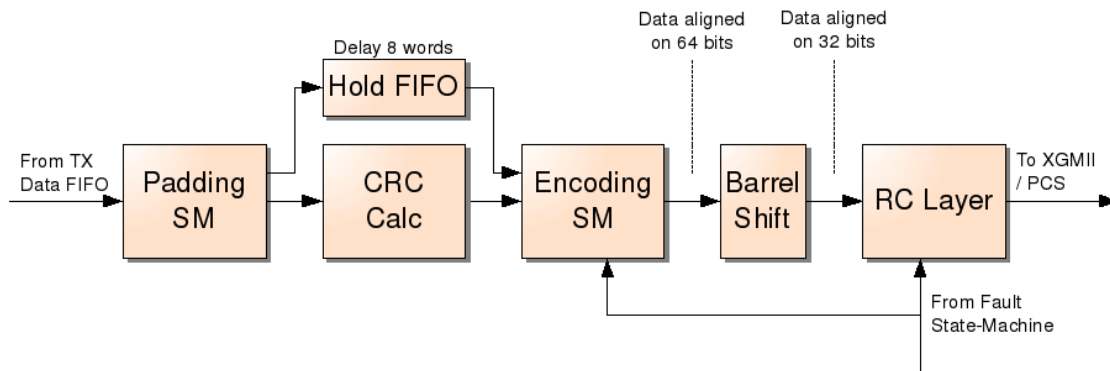 Data aligned
on 64 bits
Data aligned
on 32 bits
Delay 8 words
Hold FIFO
From TX
Data FIFO
Padding
SM
CRC
Calc
Encoding
SM
Barrel
Shift
RC Layer
To XGMII
/ PCS
From Fault
State-Machine